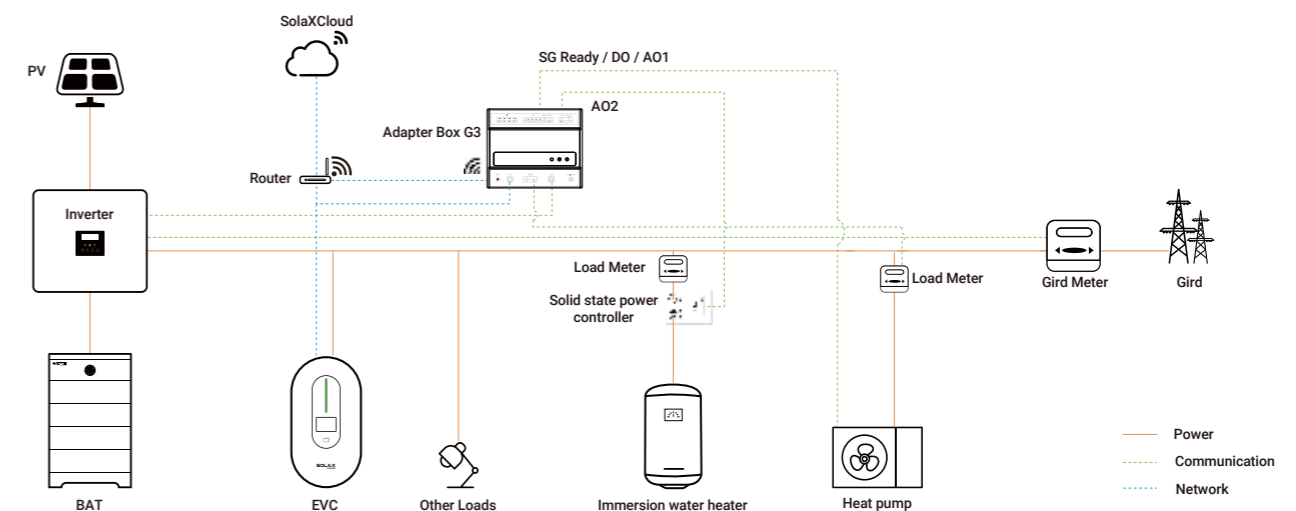 SolaXCloud
PV
SG Ready / DO / AO1
AO2
Adapter Box G3
Router
Inverter
Load Meter
Load Meter
Gird Meter
Gird
Solid state power
controller
SOLAX
BAT
EVC
Other Loads
Immersion water heater
Heat pump
Power
Communication
Network